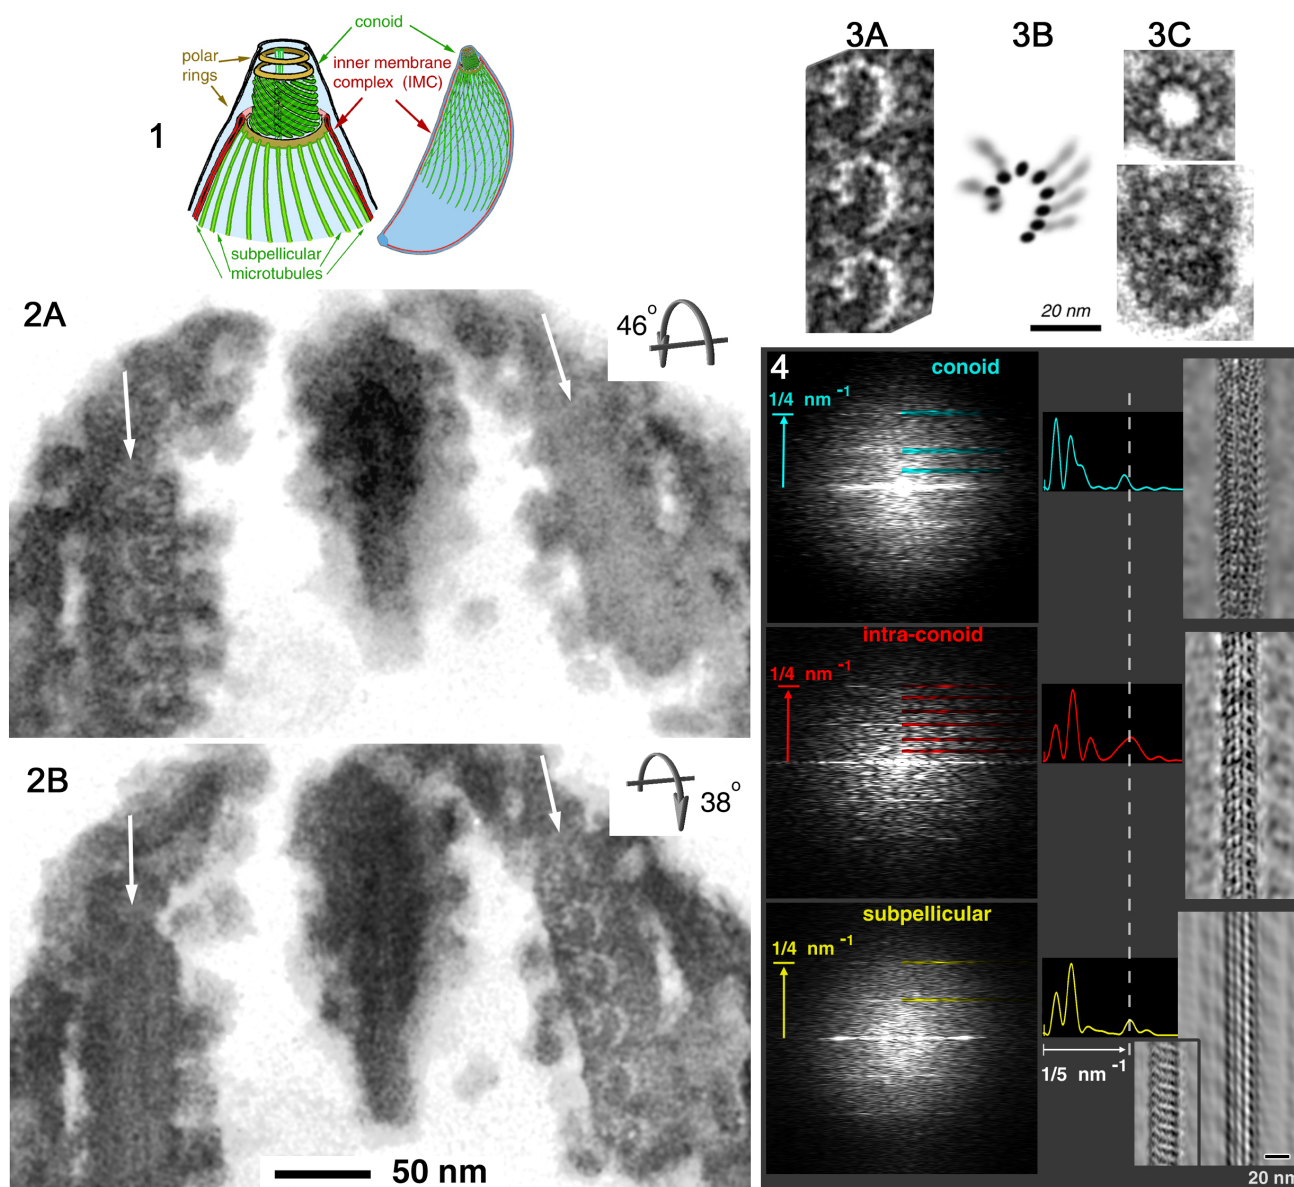 1
conoid
polar
rings
inner membrane
complex (IMC)
subpellicular
microtubules
2A
46°
2B
38°
50 nm
3A
3B
3C
20 nm
4
conoid
1/4 nm -1
intra-conoid
1/4 nm -1
subpellicular
1/4 nm -1
1/5 nm -1
20 nm